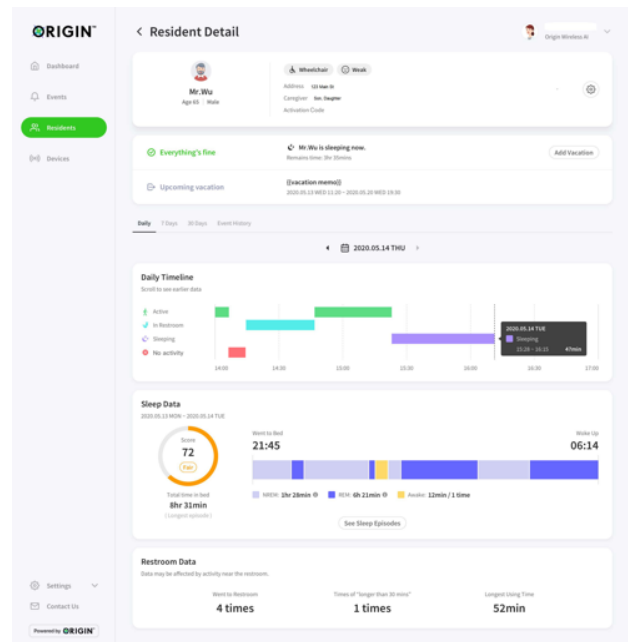 ORIGIN™
Dashboard
Events
Residents
Devices
Settings
Contact Us
Powered by ORIGIN™
< Resident Detail
Origin Wireless AI
Mr.Wu
Age 65 | Male
Wheelchair Weak
Address 123 Main St
Caregiver Son, Daughter
Activation Code
Everything's fine
Mr.Wu is sleeping now.
Remains time: 3hr 35mins
Add Vacation
Upcoming vacation
[[vacation memo]]
2020.05.13 WED 11:20 ~ 2020.05.20 WED 19:30
Daily 7 Days 30 Days Event History
2020.05.14 THU
Daily Timeline
Scroll to see earlier data
Active
In Restroom
Sleeping
No activity
2020.05.14 TUE
Sleeping
15:28 ~ 16:15 47min
14:00 14:30 15:00 15:30 16:00 16:30 17:00
Sleep Data
2020.05.13 MON ~ 2020.05.14 TUE
Score
72
Fair
Total time in bed
8hr 31min
(Longest episode)
Went to Bed
21:45
Woke Up
06:14
NREM: 1hr 28min
REM: 6h 21min
Awake: 12min / 1 time
See Sleep Episodes
Restroom Data
Data may be affected by activity near the restroom.
Went to Restroom
4 times
Times of "longer than 30 mins"
1 times
Longest Using Time
52min